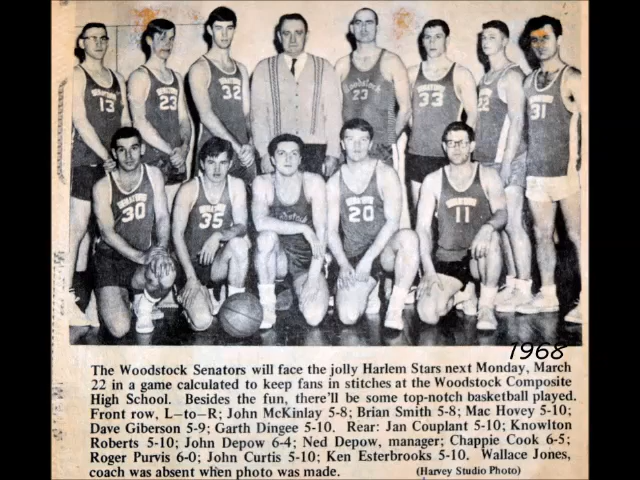 13
23
32
23
33
32
31
30
35
20
11
1968
The Woodstock Senators will face the jolly Harlem Stars next Monday, March
22 in a game calculated to keep fans in stitches at the Woodstock Composite
High School. Besides the fun, there'll be some top-notch basketball played.
Front row, L—to—R; John McKinlay 5-8; Brian Smith 5-8; Mac Hovey 5-10;
Dave Giberson 5-9; Garth Dingee 5-10. Rear: Jan Couplant 5-10; Knowlton
Roberts 5-10; John Depow 6-4; Ned Depow, manager; Chappie Cook 6-5;
Roger Purvis 6-0; John Curtis 5-10; Ken Esterbrooks 5-10. Wallace Jones,
coach was absent when photo was made. (Harvey Studio Photo)